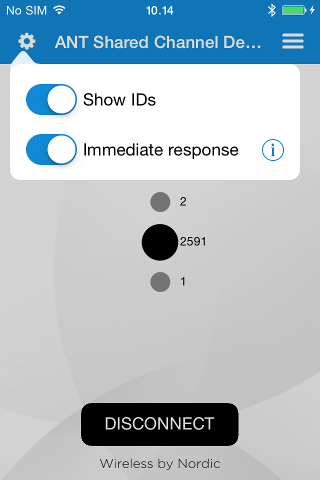 No SIM 10.14
ANT Shared Channel De...
Show IDs
Immediate response i
2
2591
1
DISCONNECT
Wireless by Nordic